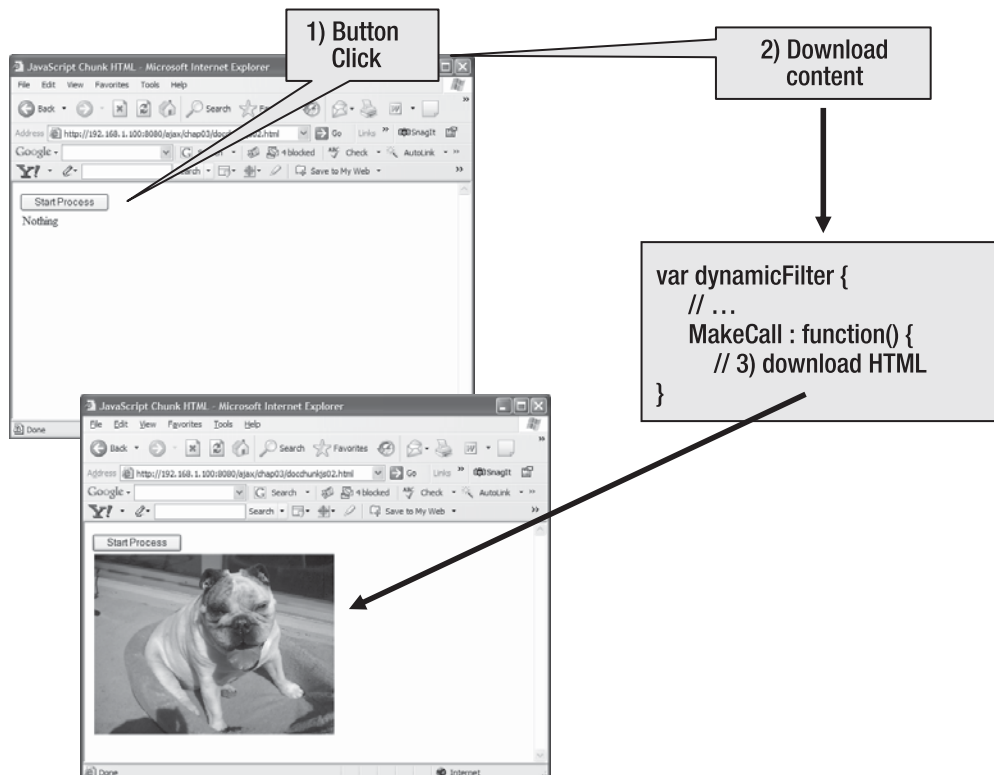 1) Button
Click
2) Download
content
JavaScript Chunk HTML - Microsoft Internet Explorer
File Edit View Favorites Tools Help
Back Search
Address http://192.168.1.100:8080/ajax/chap03/
Go Links » SnagIt
Google - 4 blocked Check AutoLink »
Y! Save to My Web »
Start Process
Nothing
Done
var dynamicFilter {
// ...
MakeCall : function() {
// 3) download HTML
}
JavaScript Chunk HTML - Microsoft Internet Explorer
File Edit View Favorites Tools Help
Back Search Favorites »
Address http://192.168.1.100:8080/ajax/chap03/docchunkjs02.html Go Links » SnagIt
Google - Search 4 blocked Check AutoLink »
Y! Search Save to My Web »
Start Process
Done Internet